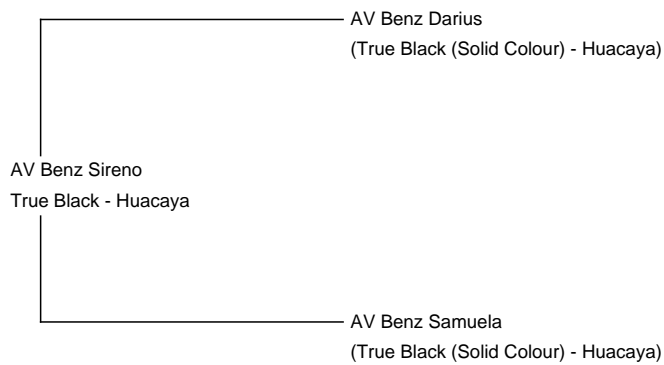 AV Benz Darius
(True Black (Solid Colour) - Huacaya)
AV Benz Sireno
True Black - Huacaya
AV Benz Samuela
(True Black (Solid Colour) - Huacaya)